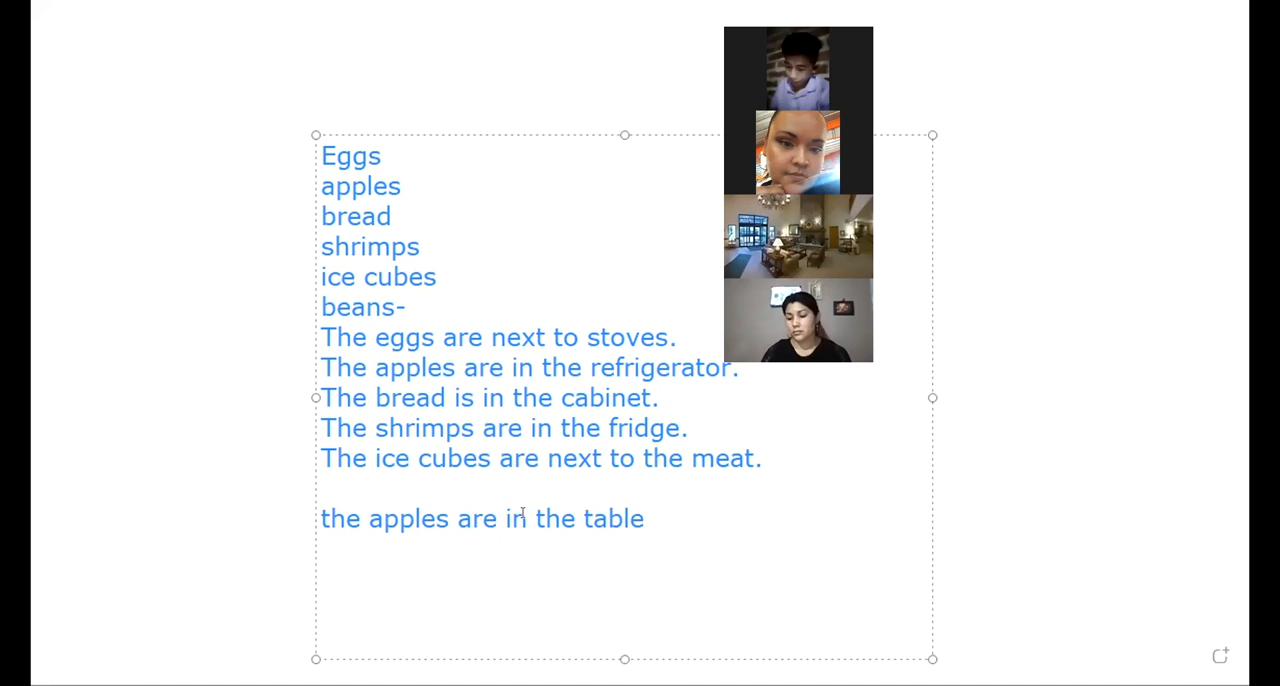 Eggs
apples
bread
shrimps
ice cubes
beans-
The eggs are next to stoves.
The apples are in the refrigerator.
The bread is in the cabinet.
The shrimps are in the fridge.
The ice cubes are next to the meat.
the apples are in the table